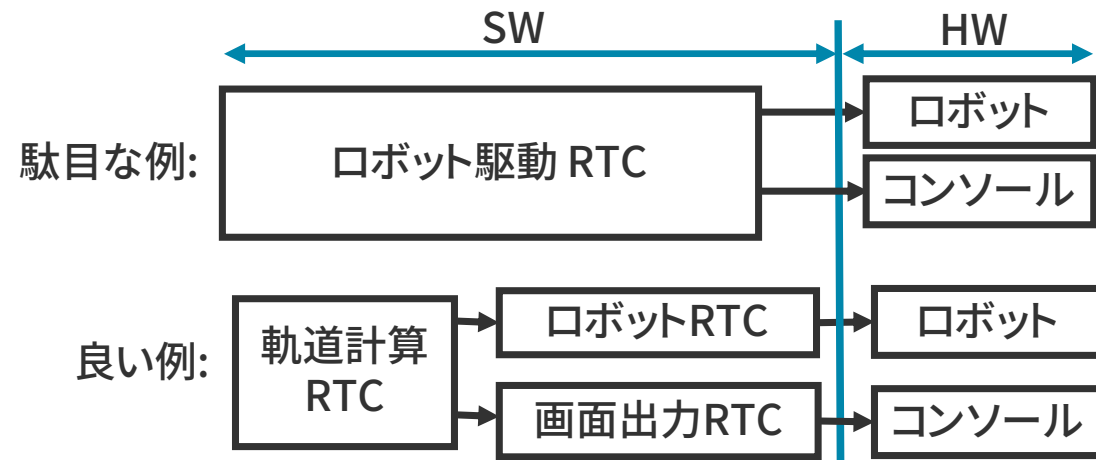 SW
HW
駄目な例:
ロボット駆動 RTC
ロボット
コンソール
良い例:
軌道計算
RTC
ロボットRTC
ロボット
画面出力RTC
コンソール